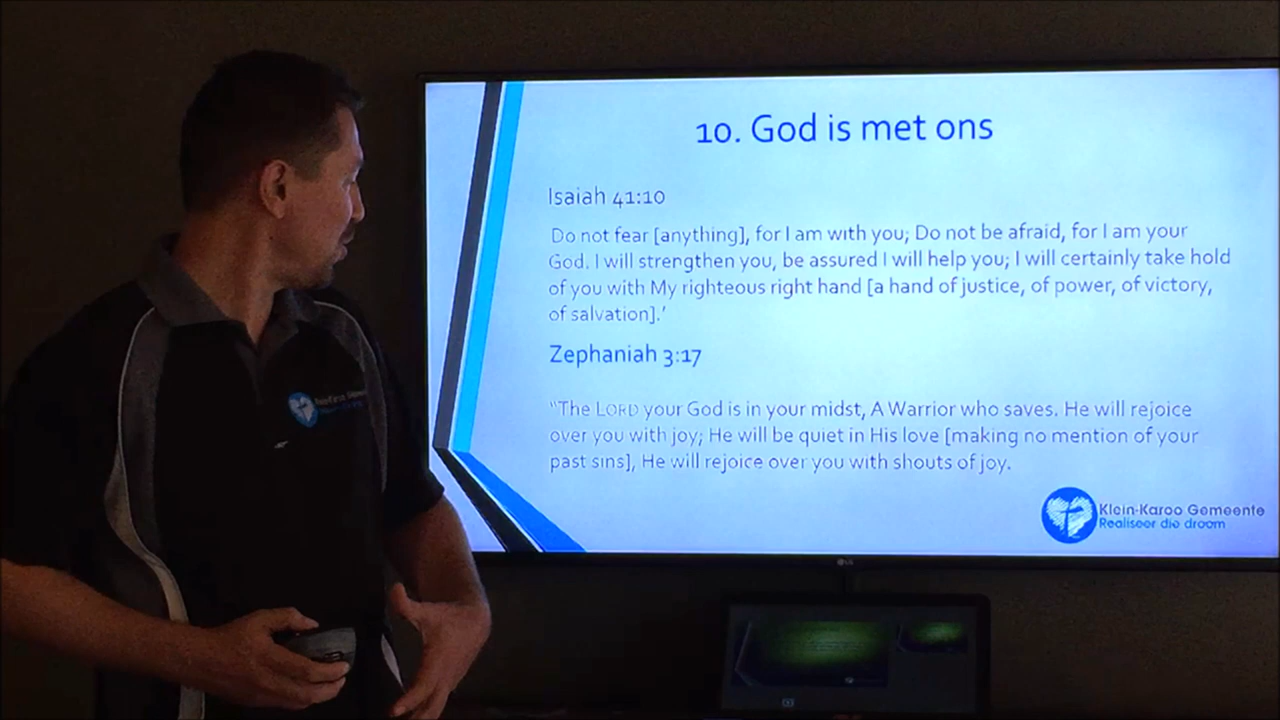 10. God is met ons
Isaiah 41:10
Do not fear [anything], for I am with you; Do not be afraid, for I am your
God. I will strengthen you, be assured I will help you; I will certainly take hold
of you with My righteous right hand [a hand of justice, of power, of victory,
of salvation].’
Zephaniah 3:17
“The LORD your God is in your midst, A Warrior who saves. He will rejoice
over you with joy; He will be quiet in His love [making no mention of your
past sins], He will rejoice over you with shouts of joy.
Klein-Karoo Gemeente
Realiseer die droom
LG